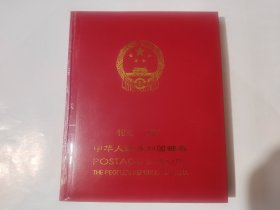 中华人民共和国邮票
POSTAGE STAMPS
THE PEOPLE'S REPUBLIC OF CHINA